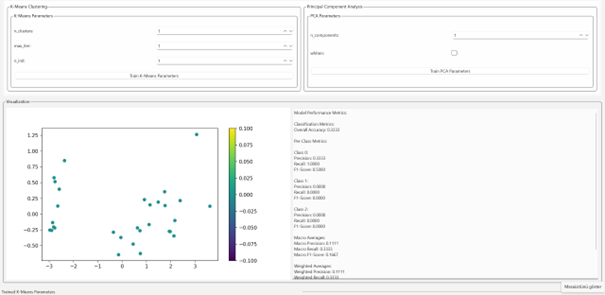 K-Means Clustering
K-Means Parameters
n_clusters
1
max_iter
1
n_init
1
Train K-Means Parameters
Principal Component Analysis
PCA Parameters
n_components
1
whiten
Train PCA Parameters
Visualization
1.25
1.00
0.75
0.50
0.25
0.00
−0.25
−0.50
−3
−2
−1
0
1
2
3
0.100
0.075
0.050
0.025
0.000
−0.025
−0.050
−0.075
−0.100
Model Performance Metrics
Classification Metrics:
Overall Accuracy: 0.3333
Per-Class Metrics:
Class 0:
Precision: 0.3333
Recall: 1.0000
F1-Score: 0.5000
Class 1:
Precision: 0.0000
Recall: 0.0000
F1-Score: 0.0000
Class 2:
Precision: 0.0000
Recall: 0.0000
F1-Score: 0.0000
Macro Averages:
Macro Precision: 0.1111
Macro Recall: 0.3333
Macro F1-Score: 0.1667
Weighted Averages:
Weighted Precision: 0.1111
Weighted Recall: 0.3333
Trained K-Means Parameters